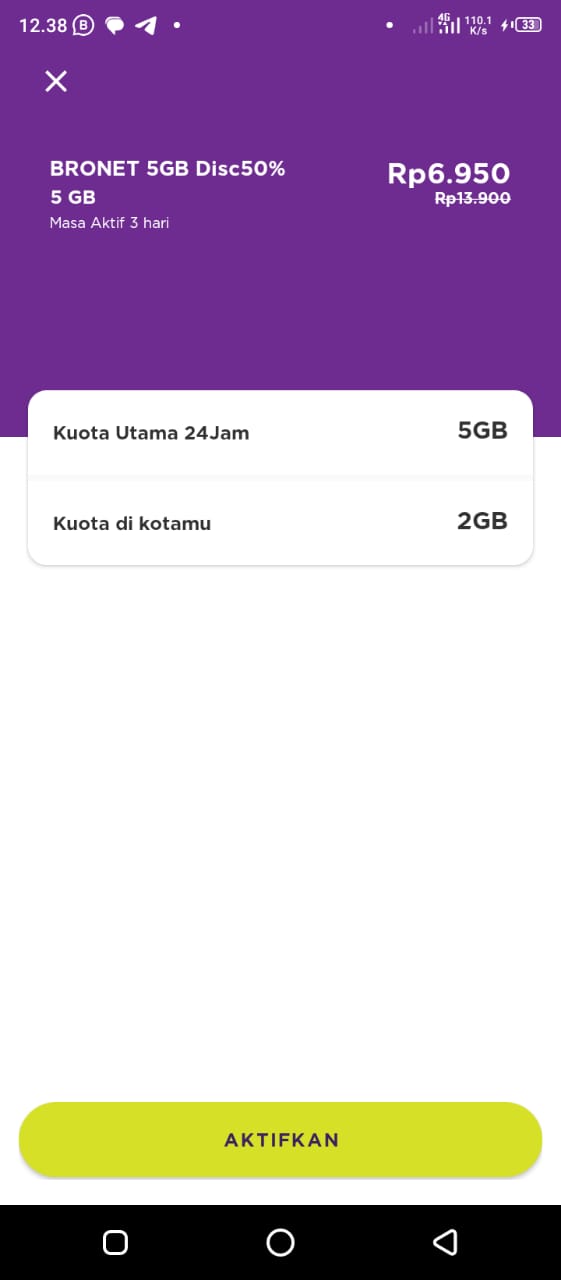 12.38
4G
110.1
K/s
33
BRONET 5GB Disc50%
5 GB
Masa Aktif 3 hari
Rp6.950
Rp13.900
Kuota Utama 24Jam 5GB
Kuota di kotamu 2GB
AKTIFKAN